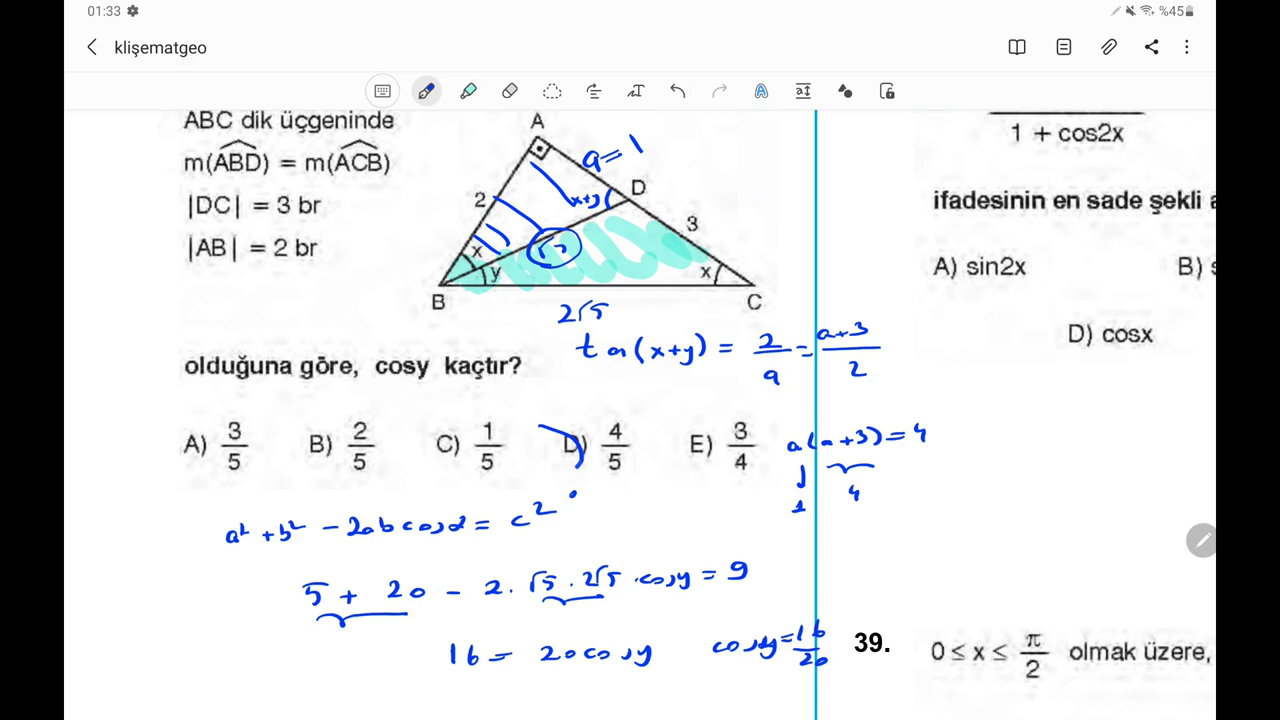 01:33
%45
klişematgeo
ABC dik üçgeninde
m(ABD) = m(ACB)
|DC| = 3 br
|AB| = 2 br
A
a=1
D
2
x+y
3
x
y
x
B
C
2√5
tan(x+y) = 2/a = a+3/2
olduğuna göre, cosy kaçtır?
A) 3/5 B) 2/5 C) 1/5 D) 4/5 E) 3/4
a(a+3)=4
1
4
a² + b² - 2ab cosα = c²
5 + 20 - 2.√5.2√5.cosy = 9
16 = 20cosy cosy=16/20
1 + cos2x
ifadesinin en sade şekli a
A) sin2x B) s
D) cosx
39. 0 ≤ x ≤ π/2 olmak üzere,